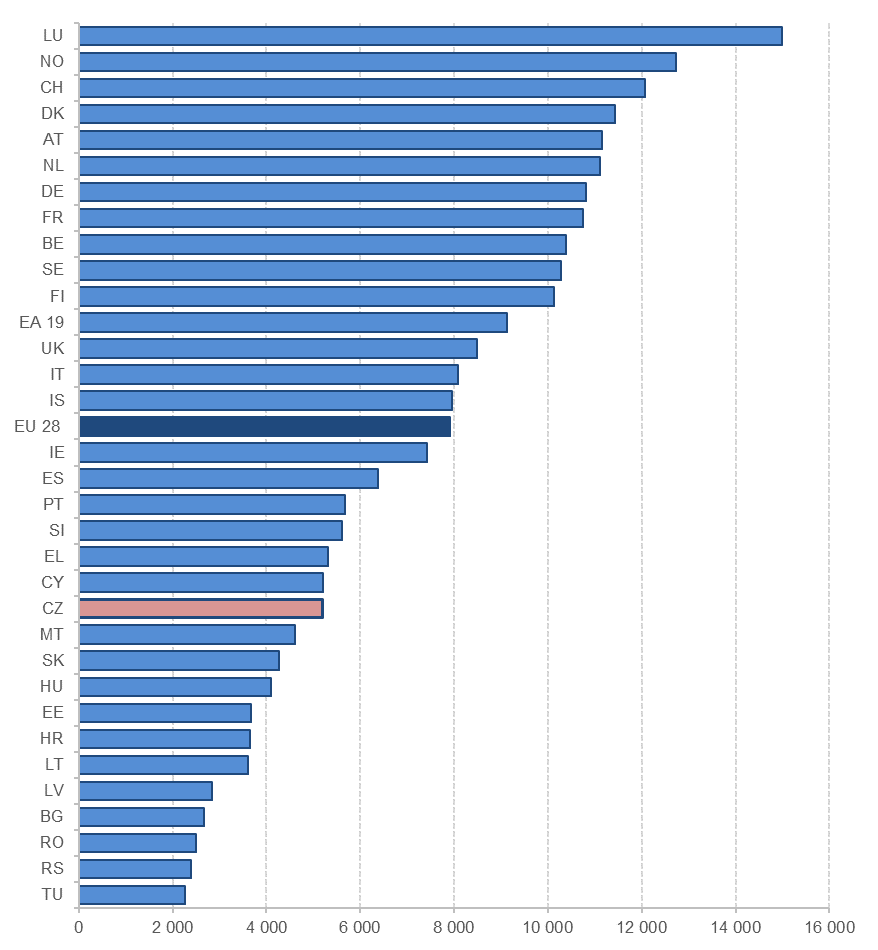 LU
NO
CH
DK
AT
NL
DE
FR
BE
SE
FI
EA 19
UK
IT
IS
EU 28
IE
ES
PT
SI
EL
CY
CZ
MT
SK
HU
EE
HR
LT
LV
BG
RO
RS
TU
0 2 000 4 000 6 000 8 000 10 000 12 000 14 000 16 000